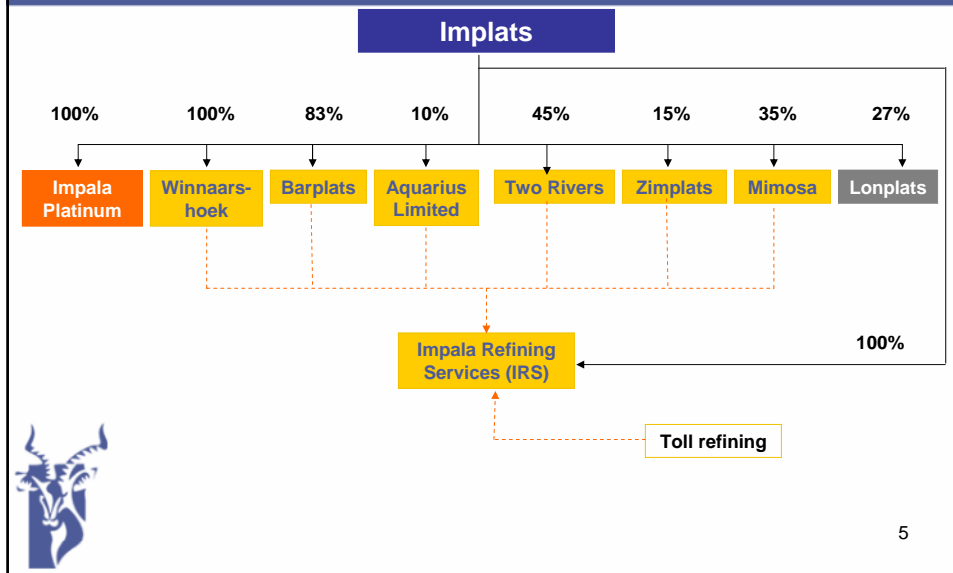 Implats
100% 100% 83% 10% 45% 15% 35% 27%
Impala
Platinum
Winnaars-
hoek
Barplats
Aquarius
Limited
Two Rivers
Zimplats
Mimosa
Lonplats
Impala Refining
Services (IRS)
100%
Toll refining
5